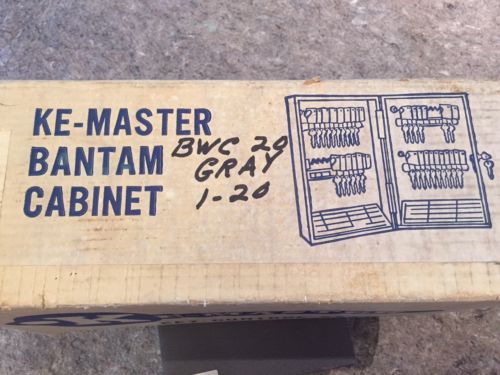 KE-MASTER
BANTAM
CABINET
BWC 20
GRAY
1-20